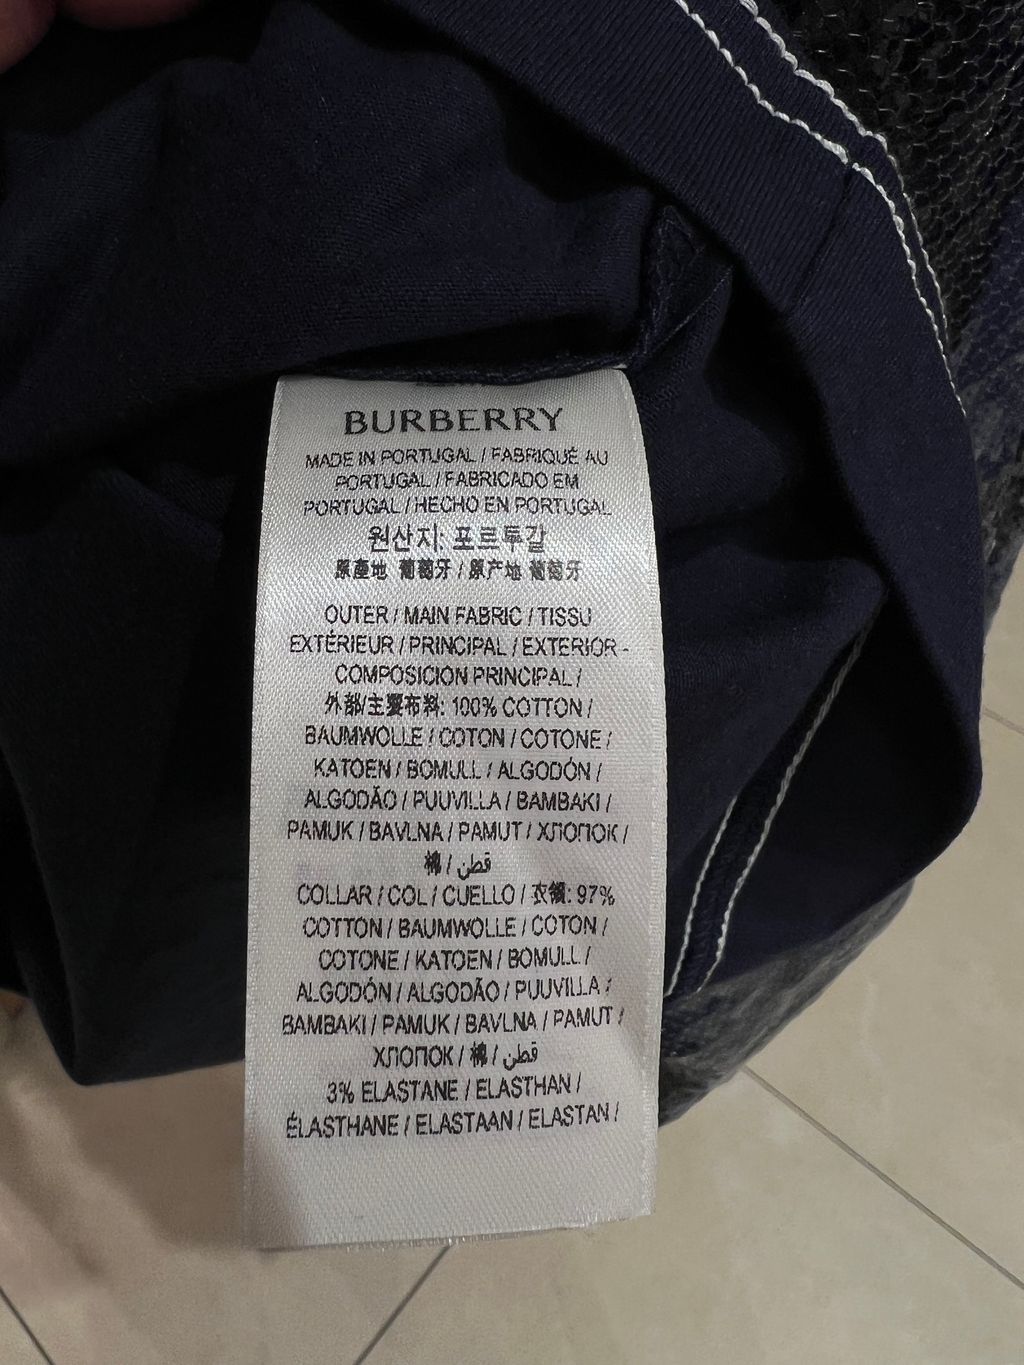 BURBERRY
MADE IN PORTUGAL / FABRIQUÉ AU
PORTUGAL / FABRICADO EM
PORTUGAL / HECHO EN PORTUGAL
원산지: 포르투갈
原產地 葡萄牙 / 原产地 葡萄牙
OUTER / MAIN FABRIC / TISSU
EXTÉRIEUR / PRINCIPAL / EXTERIOR -
COMPOSICION PRINCIPAL /
外部/主要布料: 100% COTTON /
BAUMWOLLE / COTON / COTONE /
KATOEN / BOMULL / ALGODÓN /
ALGODÃO / PUUVILLA / BAMBAKI /
PAMUK / BAVLNA / PAMUT / ХЛОПОК /
棉 / قطن
COLLAR / COL / CUELLO / 衣領: 97%
COTTON / BAUMWOLLE / COTON /
COTONE / KATOEN / BOMULL /
ALGODÓN / ALGODÃO / PUUVILLA /
BAMBAKI / PAMUK / BAVLNA / PAMUT /
ХЛОПОК / 棉 / قطن
3% ELASTANE / ELASTHAN /
ÉLASTHANE / ELASTAAN / ELASTAN /